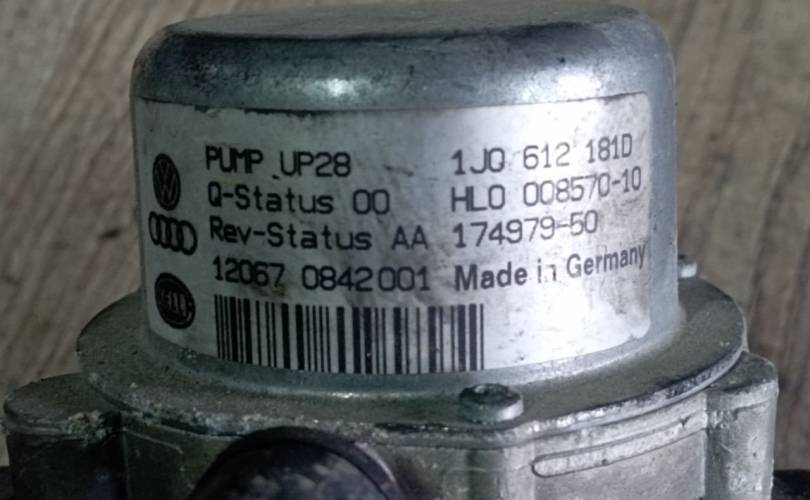 PUMP UP28 1J0 612 181D
Q-Status 00 HLO 008570-10
Rev-Status AA 174979-50
12067 0842001 Made in Germany